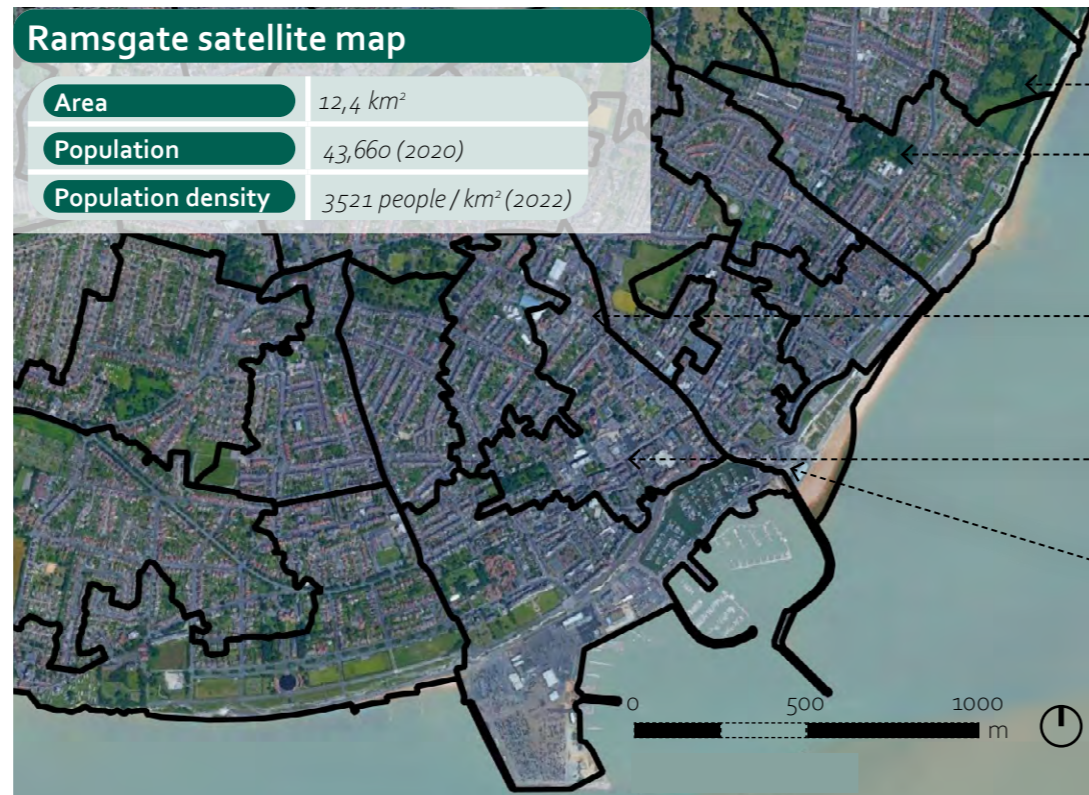 Ramsgate satellite map
Area 12,4 km²
Population 43,660 (2020)
Population density 3521 people / km² (2022)
0 500 1000
m